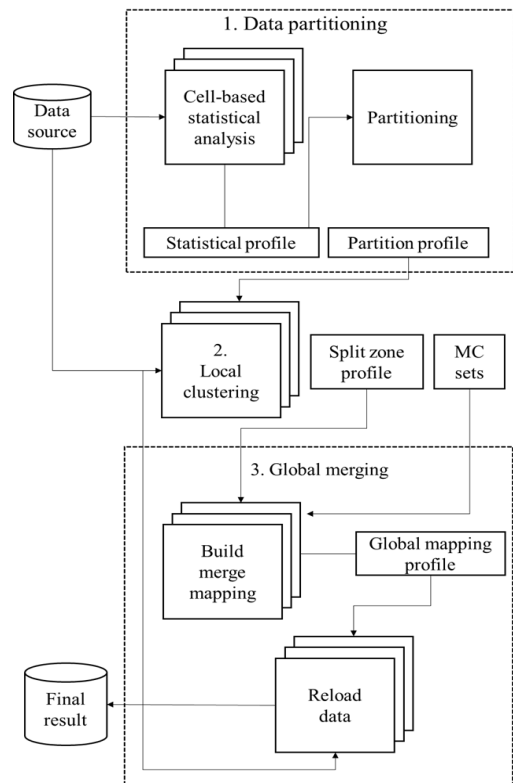 1. Data partitioning
Data
source
Cell-based
statistical
analysis
Partitioning
Statistical profile
Partition profile
2.
Local
clustering
Split zone
profile
MC
sets
3. Global merging
Build
merge
mapping
Global mapping
profile
Final
result
Reload
data